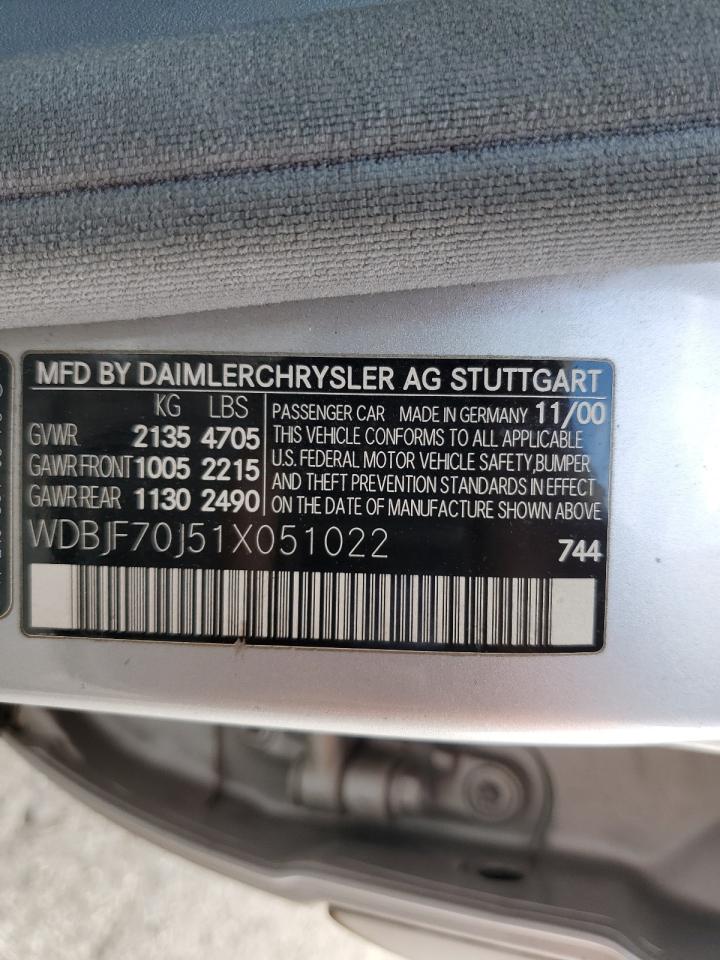 MFD BY DAIMLERCHRYSLER AG STUTTGART
KG LBS
GVWR 2135 4705
GAWR FRONT 1005 2215
GAWR REAR 1130 2490
PASSENGER CAR MADE IN GERMANY 11/00
THIS VEHICLE CONFORMS TO ALL APPLICABLE
U.S. FEDERAL MOTOR VEHICLE SAFETY,BUMPER
AND THEFT PREVENTION STANDARDS IN EFFECT
ON THE DATE OF MANUFACTURE SHOWN ABOVE
WDBJF70J51X051022
744